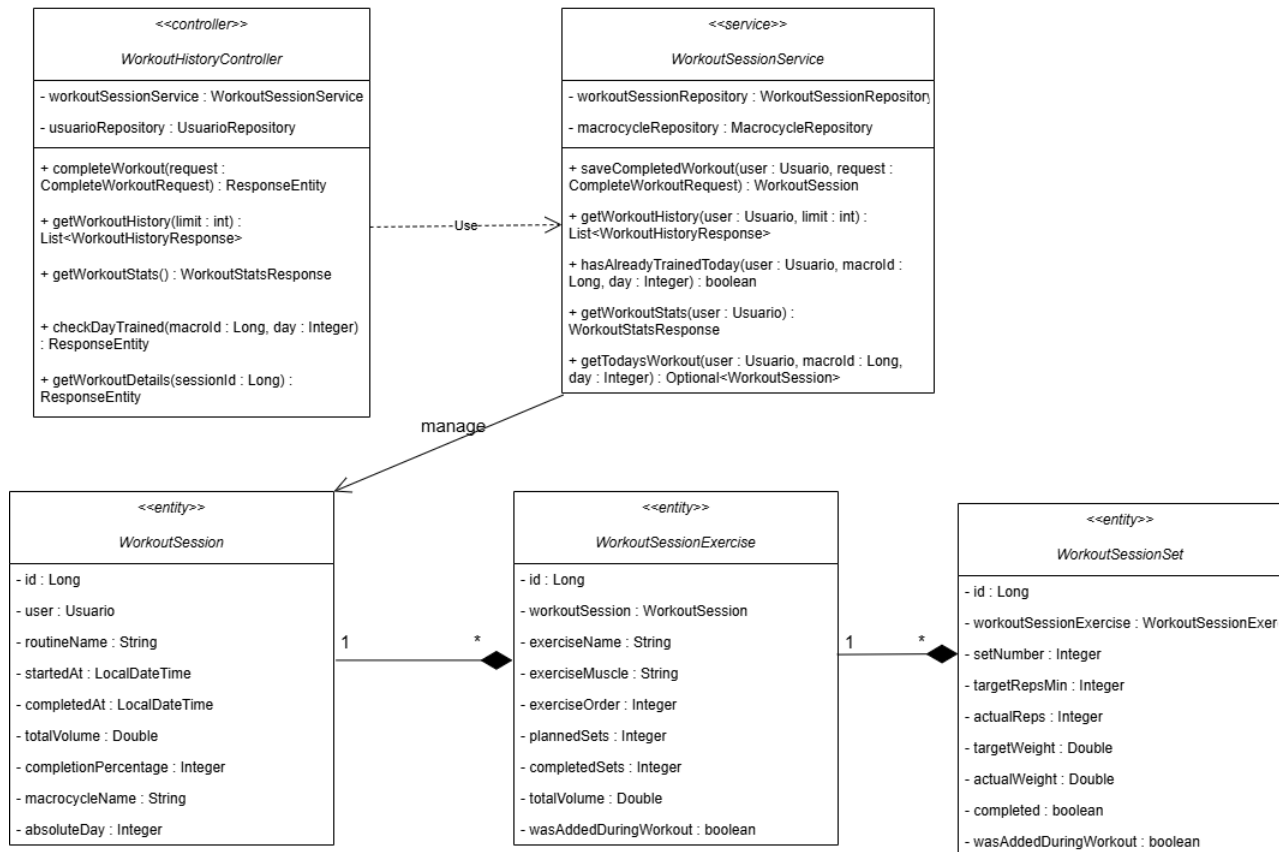 <<controller>>
WorkoutHistoryController
- workoutSessionService : WorkoutSessionService
- usuarioRepository : UsuarioRepository
+ completeWorkout(request :
CompleteWorkoutRequest) : ResponseEntity
+ getWorkoutHistory(limit : int) :
List<WorkoutHistoryResponse>
+ getWorkoutStats() : WorkoutStatsResponse
+ checkDayTrained(macroId : Long, day : Integer)
: ResponseEntity
+ getWorkoutDetails(sessionId : Long) :
ResponseEntity
Use
<<service>>
WorkoutSessionService
- workoutSessionRepository : WorkoutSessionRepository
- macrocycleRepository : MacrocycleRepository
+ saveCompletedWorkout(user : Usuario, request :
CompleteWorkoutRequest) : WorkoutSession
+ getWorkoutHistory(user : Usuario, limit : int) :
List<WorkoutHistoryResponse>
+ hasAlreadyTrainedToday(user : Usuario, macroId :
Long, day : Integer) : boolean
+ getWorkoutStats(user : Usuario) :
WorkoutStatsResponse
+ getTodaysWorkout(user : Usuario, macroId : Long,
day : Integer) : Optional<WorkoutSession>
manage
<<entity>>
WorkoutSession
- id : Long
- user : Usuario
- routineName : String
- startedAt : LocalDateTime
- completedAt : LocalDateTime
- totalVolume : Double
- completionPercentage : Integer
- macrocycleName : String
- absoluteDay : Integer
1 *
<<entity>>
WorkoutSessionExercise
- id : Long
- workoutSession : WorkoutSession
- exerciseName : String
- exerciseMuscle : String
- exerciseOrder : Integer
- plannedSets : Integer
- completedSets : Integer
- totalVolume : Double
- wasAddedDuringWorkout : boolean
1 *
<<entity>>
WorkoutSessionSet
- id : Long
- workoutSessionExercise : WorkoutSessionExer
- setNumber : Integer
- targetRepsMin : Integer
- actualReps : Integer
- targetWeight : Double
- actualWeight : Double
- completed : boolean
- wasAddedDuringWorkout : boolean